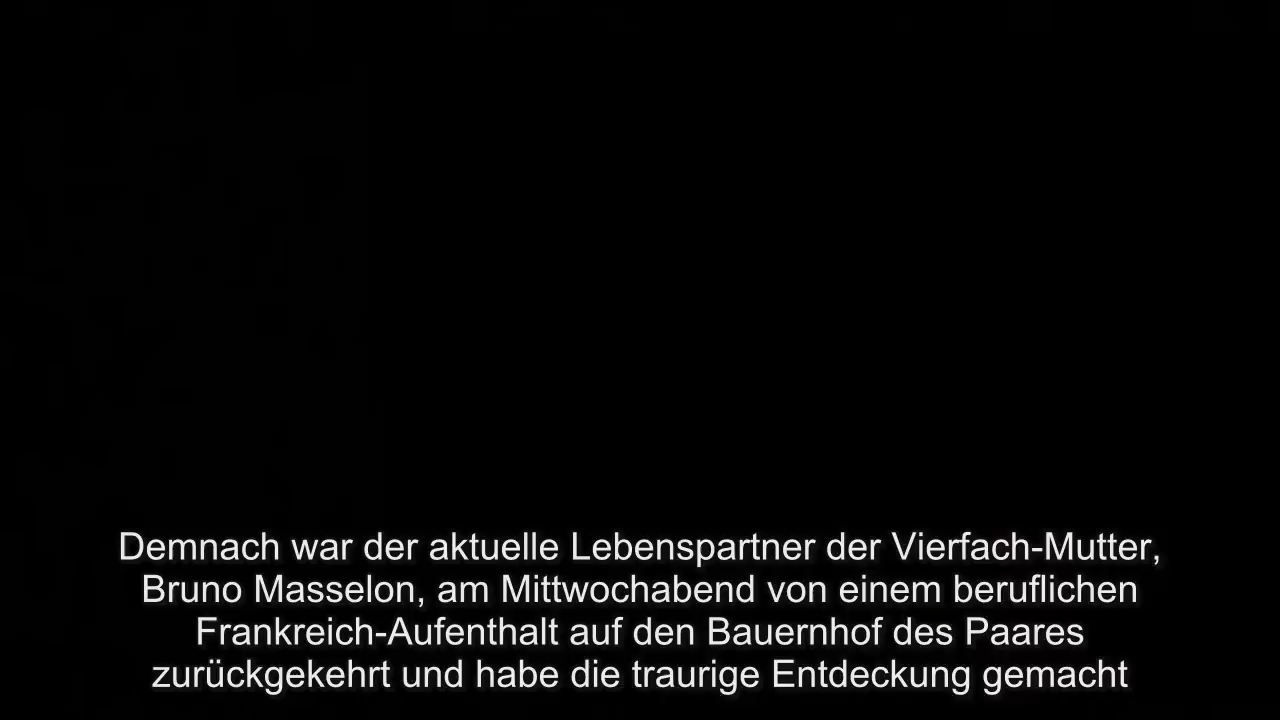 Demnach war der aktuelle Lebenspartner der Vierfach-Mutter,
Bruno Masselon, am Mittwochabend von einem beruflichen
Frankreich-Aufenthalt auf den Bauernhof des Paares
zurückgekehrt und habe die traurige Entdeckung gemacht